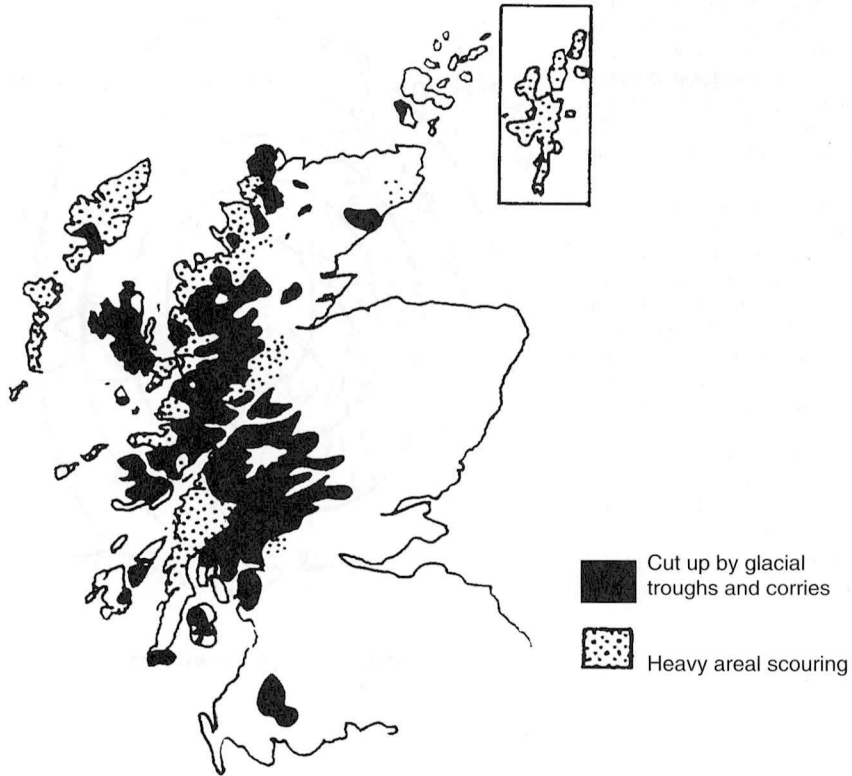 Cut up by glacial
troughs and corries
Heavy areal scouring